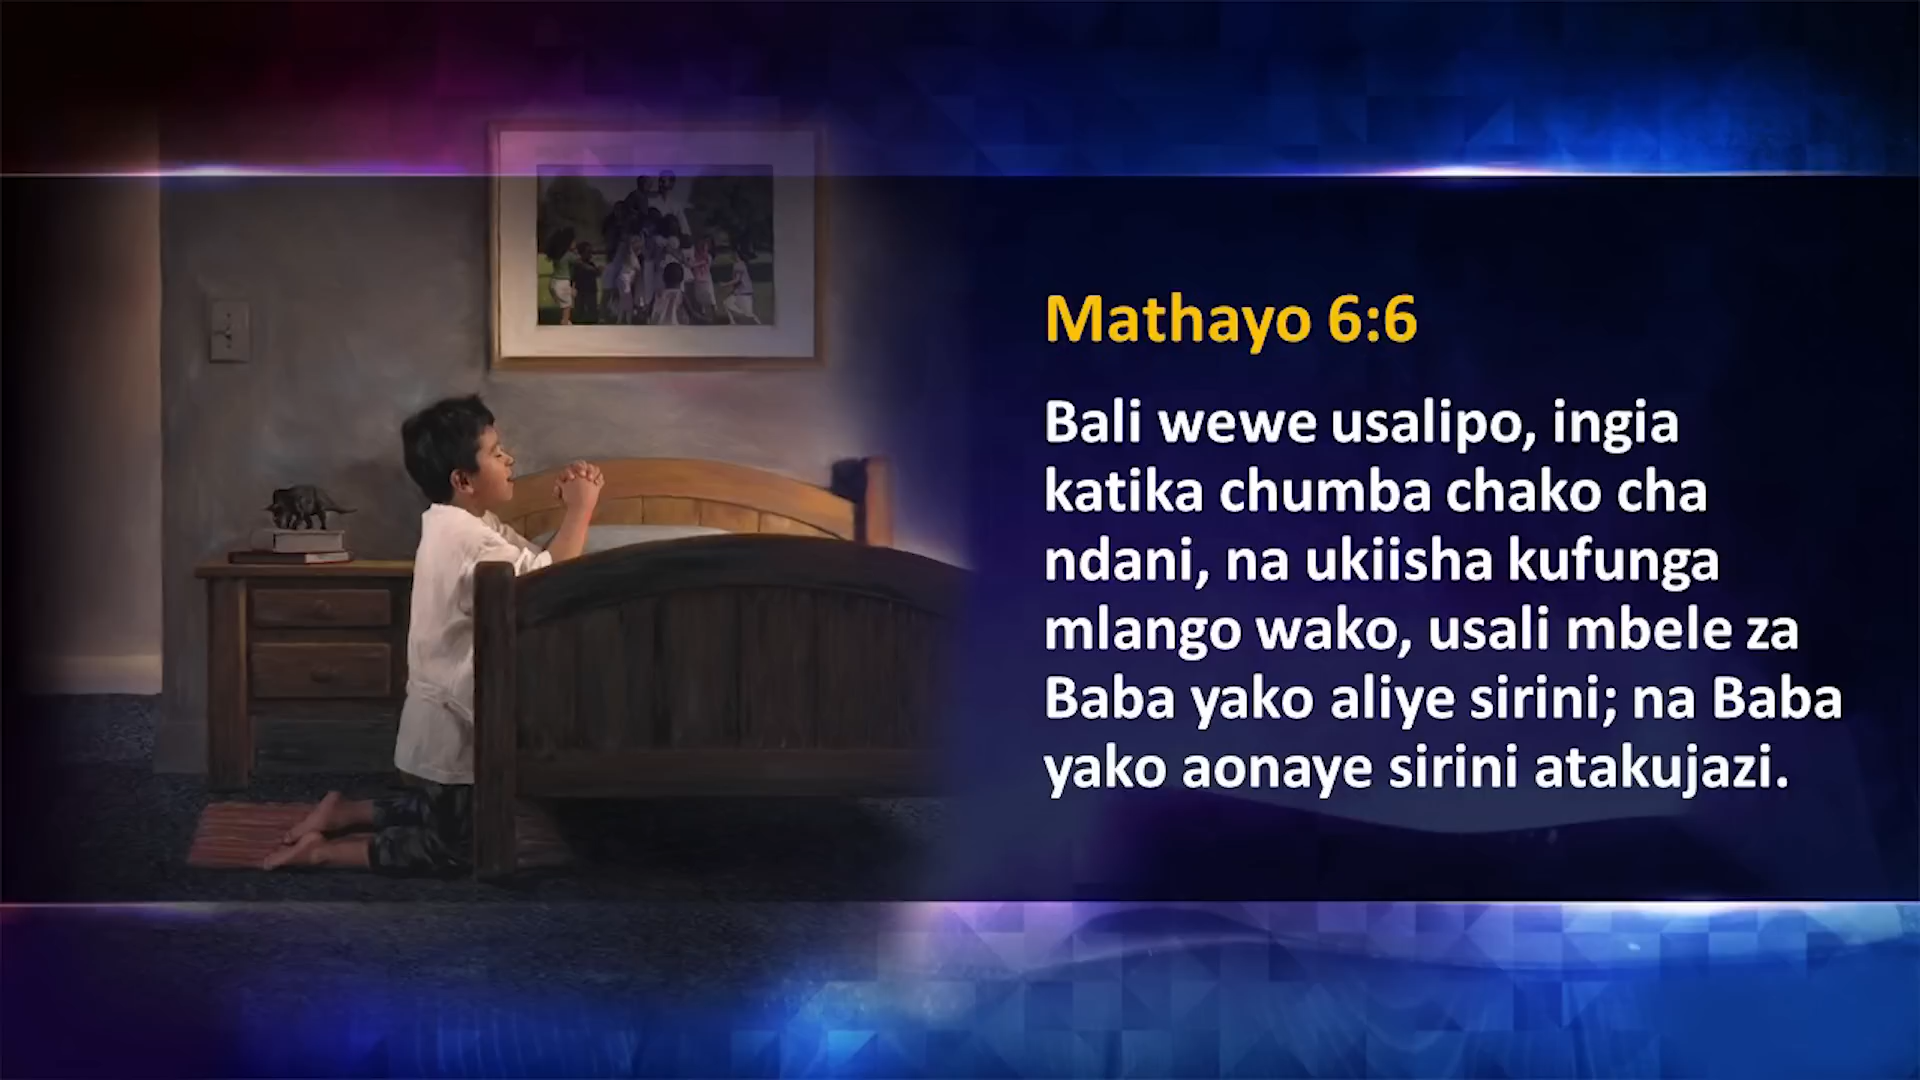 Mathayo 6:6
Bali wewe usalipo, ingia
katika chumba chako cha
ndani, na ukiisha kufunga
mlango wako, usali mbele za
Baba yako aliye sirini; na Baba
yako aonaye sirini atakujazi.